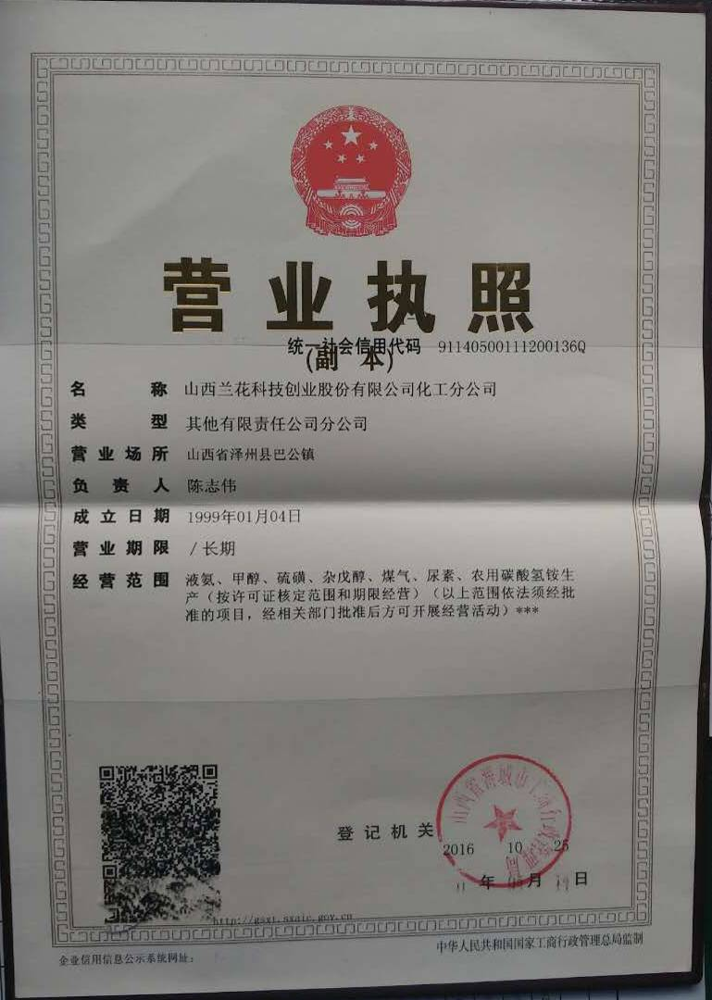 营业执照
(副 本)
统一社会信用代码 91140500111200136Q
名称 山西兰花科技创业股份有限公司化工分公司
类型 其他有限责任公司分公司
营业场所 山西省泽州县巴公镇
负责人 陈志伟
成立日期 1999年01月04日
营业期限 /长期
经营范围 液氨、甲醇、硫磺、杂戊醇、煤气、尿素、农用碳酸氢铵生
产（按许可证核定范围和期限经营）（以上范围依法须经批
准的项目，经相关部门批准后方可开展经营活动）***
登记机关
山西省晋城市工商行政管理局
2016 10 25
年 月 日
http://gsxt.sxaic.gov.cn
企业信用信息公示系统网址：
中华人民共和国国家工商行政管理总局监制